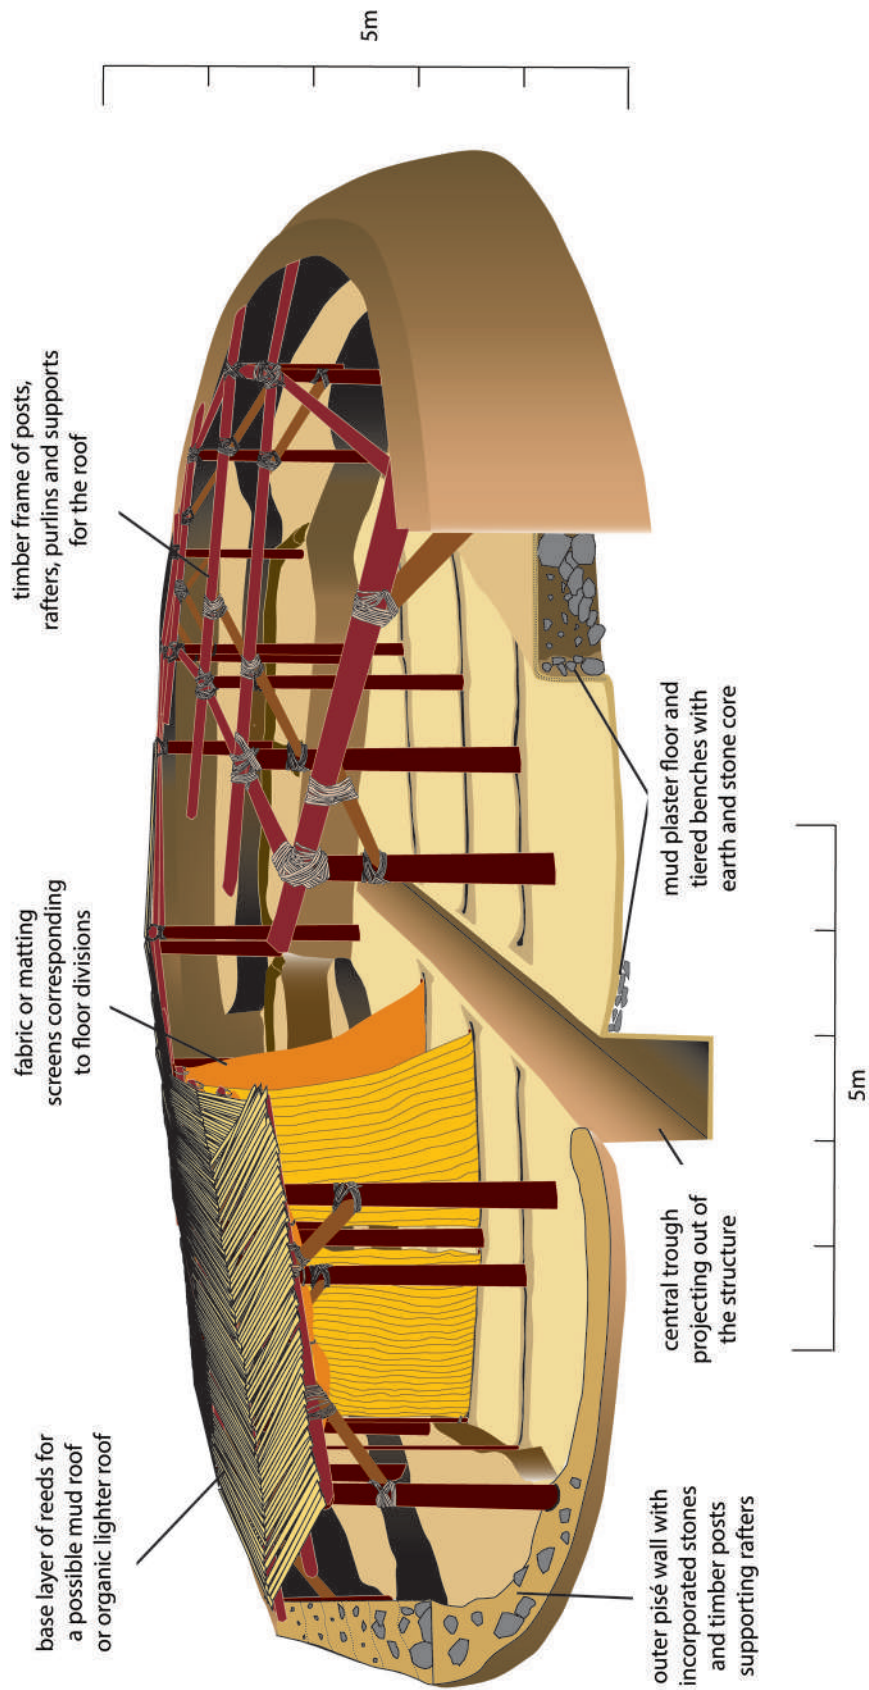 base layer of reeds for
a possible mud roof
or organic lighter roof
fabric or matting
screens corresponding
to floor divisions
timber frame of posts,
rafters, purlins and supports
for the roof
5m
outer pisé wall with
incorporated stones
and timber posts
supporting rafters
central trough
projecting out of
the structure
mud plaster floor and
tiered benches with
earth and stone core
5m